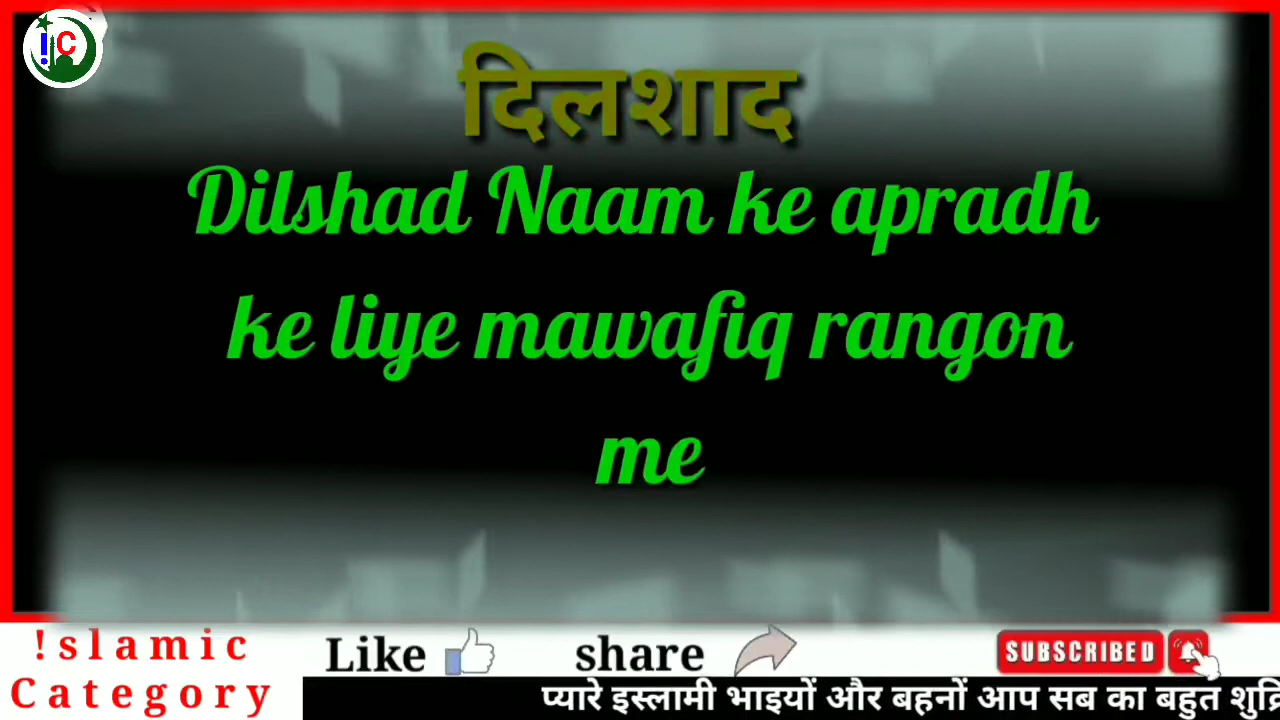 !C
दिलशाद
Dilshad Naam ke apradh
ke liye mawafiq rangon
me
!slamic
Category
Like
share
SUBSCRIBED
प्यारे इस्लामी भाइयों और बहनों आप सब का बहुत